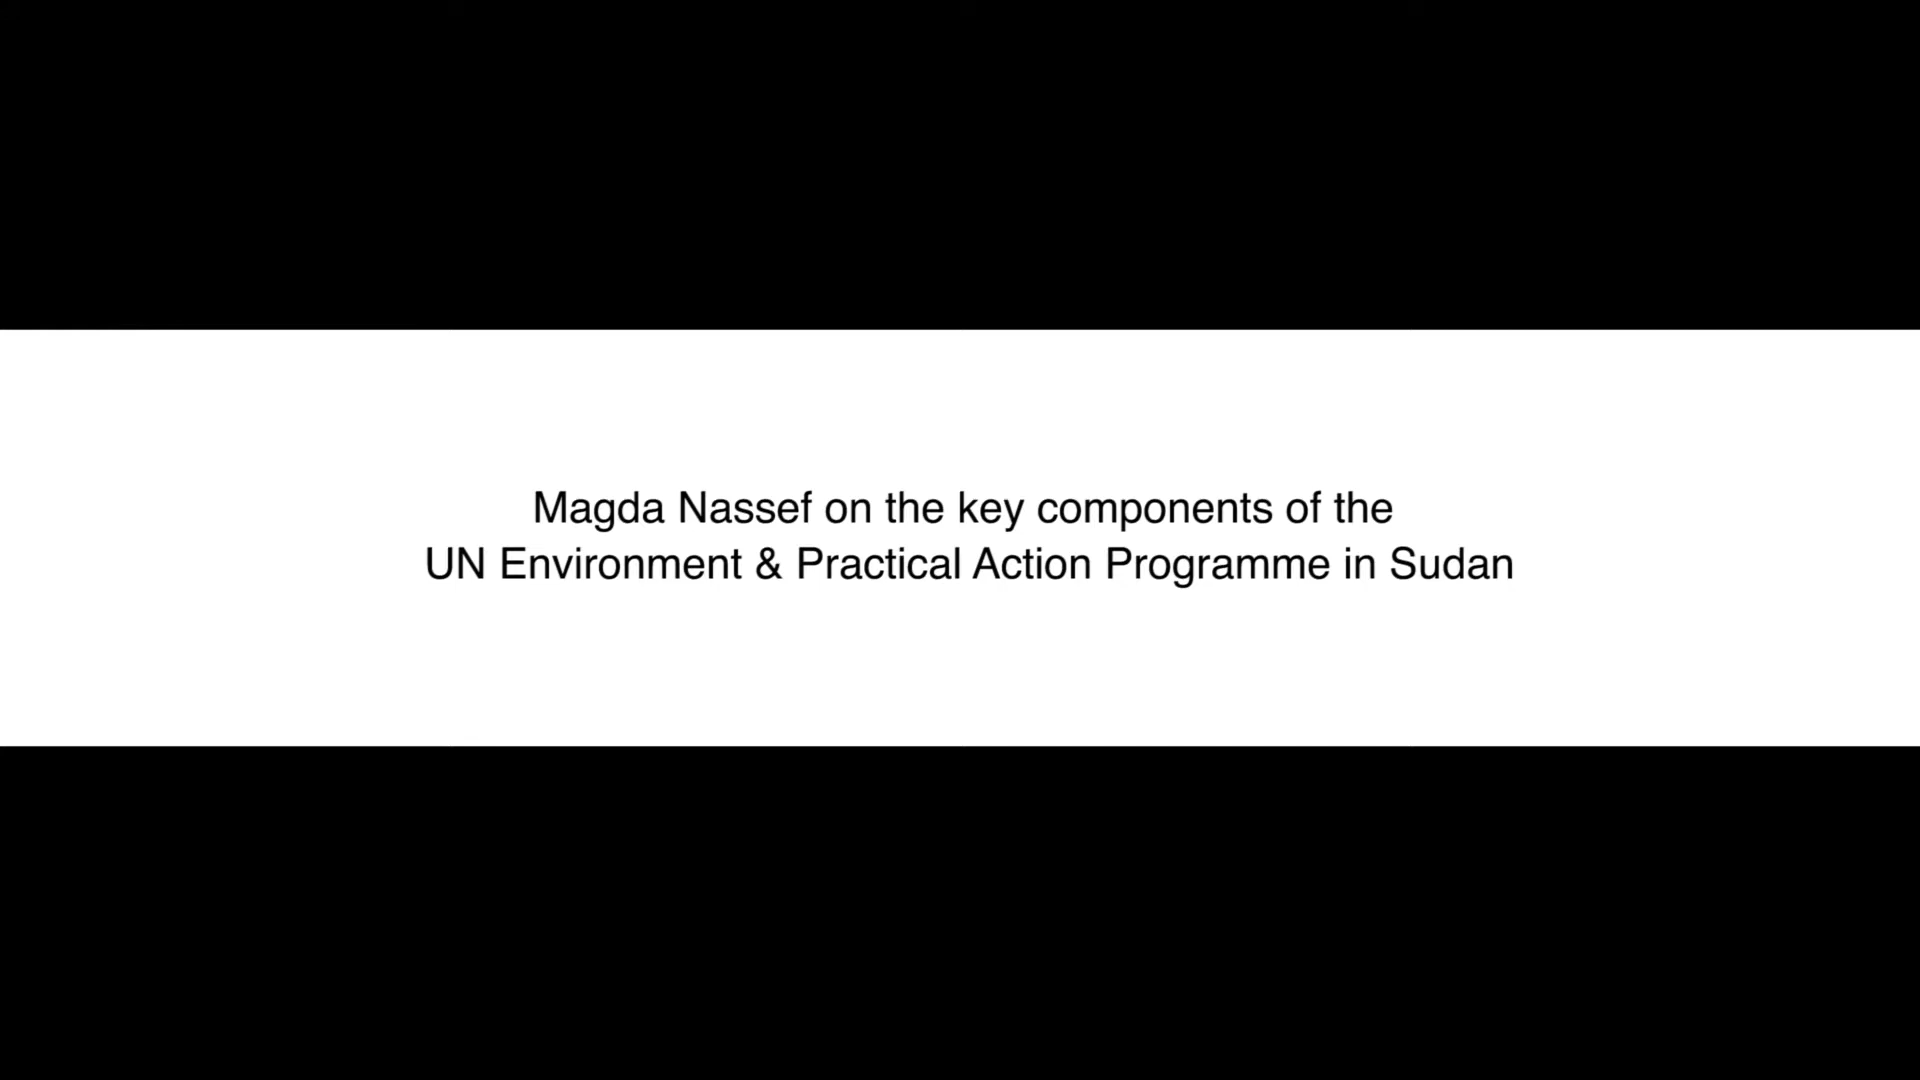 Magda Nassef on the key components of the
UN Environment & Practical Action Programme in Sudan